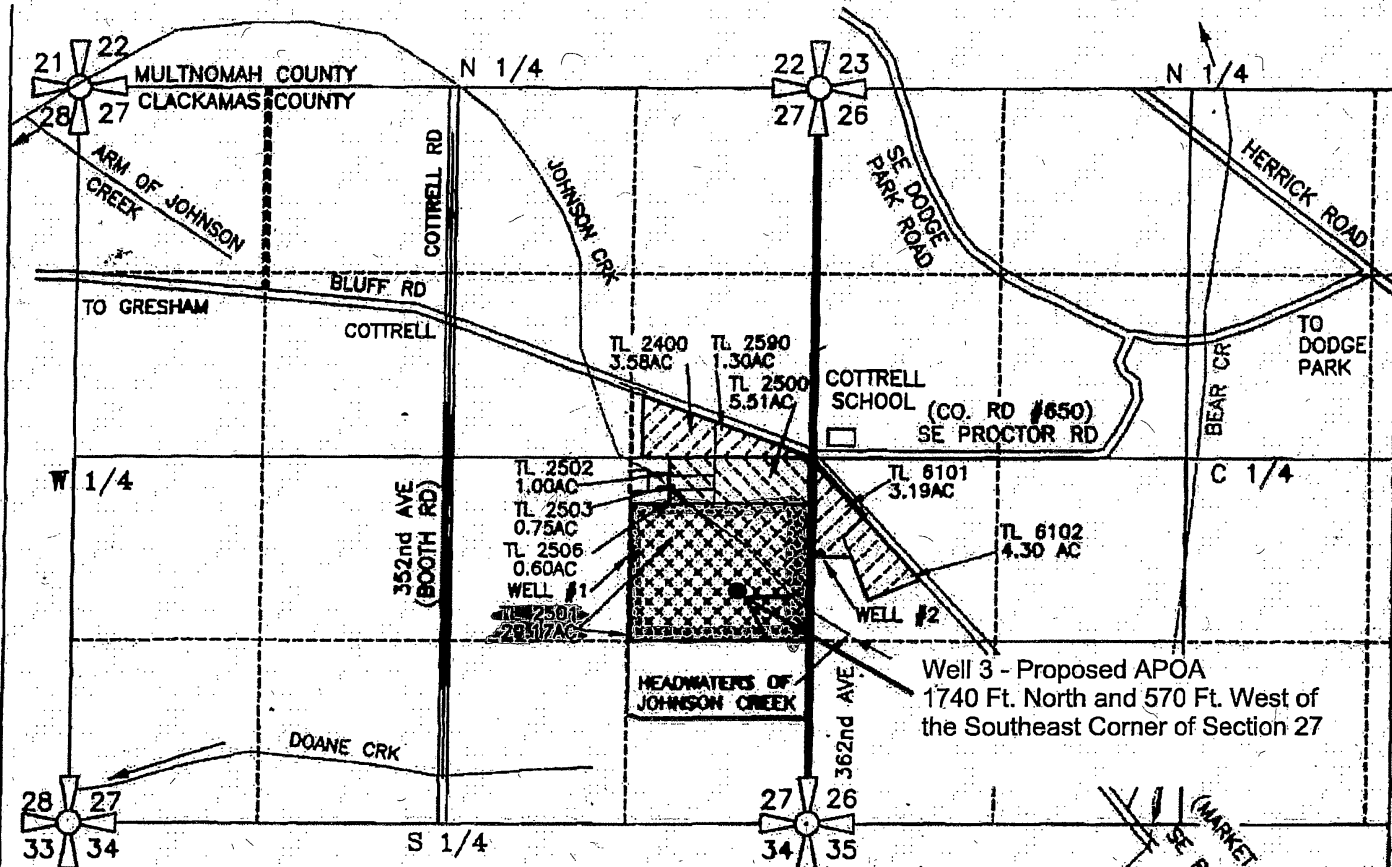 21 22
MULTNOMAH COUNTY
CLACKAMAS COUNTY
28 27
N 1/4
22 23
27 26
N 1/4
ARM OF JOHNSON
CREEK
COTTRELL RD
JOHNSON CRK
SE DODGE
PARK ROAD
HERRICK ROAD
BLUFF RD
TO GRESHAM
COTTRELL
TO
DODGE
PARK
BEAR CR
TL 2400
3.58AC
TL 2590
1.30AC
TL 2500
5.51AC
COTTRELL
SCHOOL
(CO. RD #650)
SE PROCTOR RD
W 1/4
C 1/4
352nd AVE
(BOOTH RD)
TL 2502
1.00AC
TL 2503
0.75AC
TL 2506
0.60AC
WELL #1
TL 2501
29.17AC
TL 6101
3.19AC
TL 6102
4.30 AC
WELL #2
HEADWATERS OF
JOHNSON CREEK
362nd AVE
Well 3 - Proposed APOA
1740 Ft. North and 570 Ft. West of
the Southeast Corner of Section 27
DOANE CRK
28 27
33 34
S 1/4
27 26
34 35
(MARKET
SE